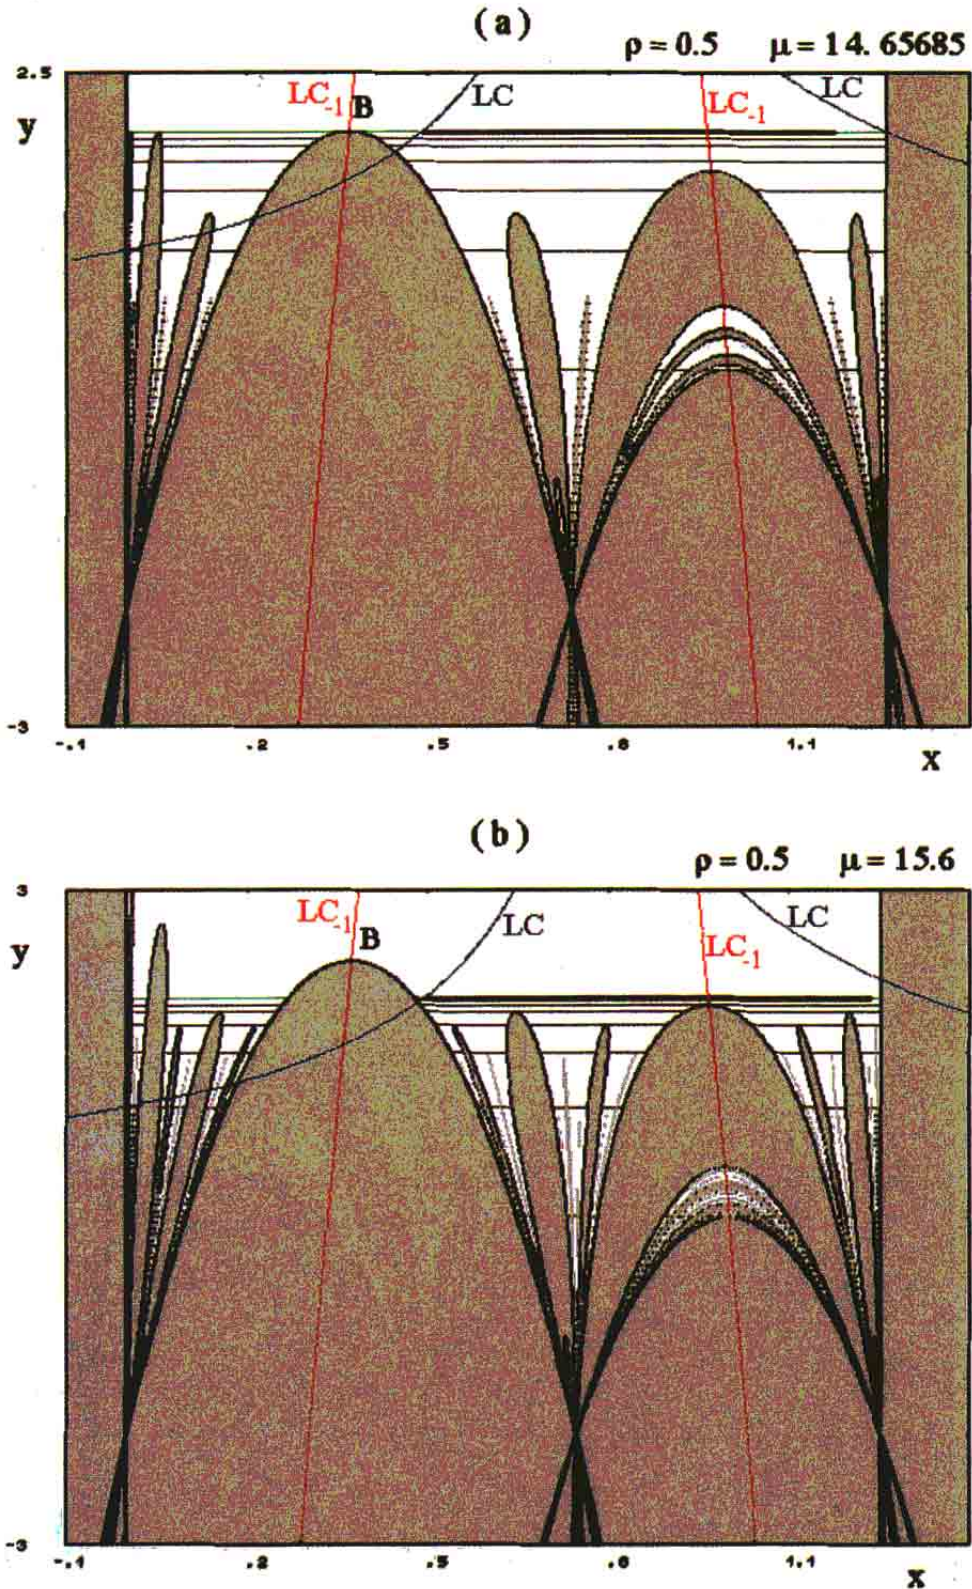 (a)
ρ = 0.5 μ = 14.65685
2.5
y
LC-1 B LC LC-1 LC
-3
-.1 .2 .5 .8 1.1
x
(b)
ρ = 0.5 μ = 15.6
3
y
LC-1 B LC LC-1 LC
-3
-.1 .2 .5 .8 1.1
x